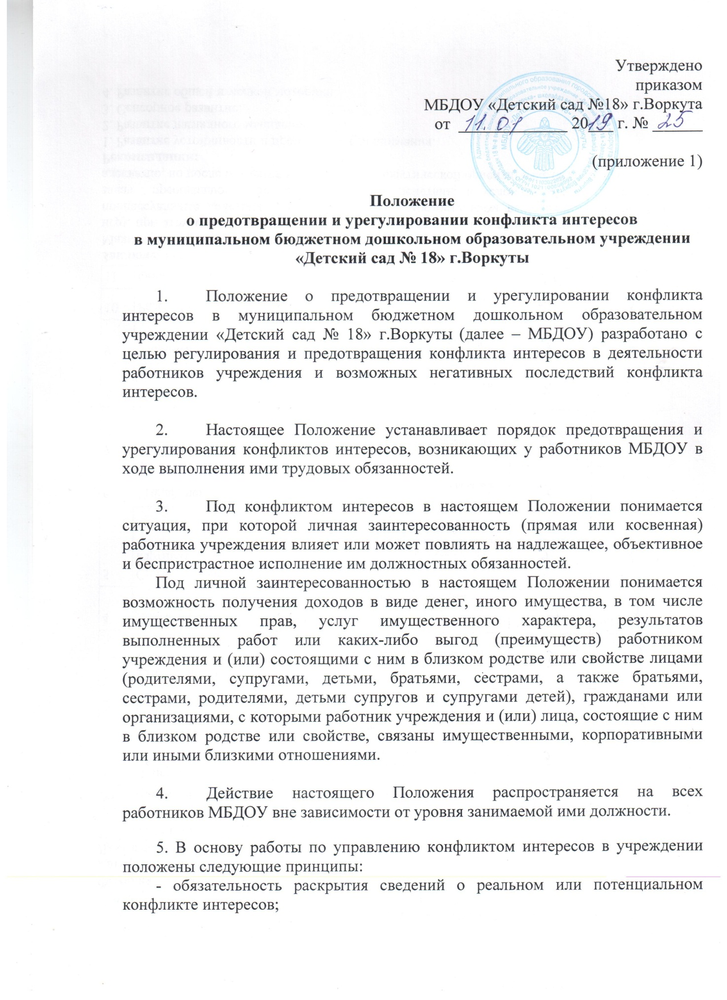 Утверждено
приказом
МБДОУ «Детский сад №18» г.Воркута
от 11.01 2019 г. № 25
(приложение 1)
Положение
о предотвращении и урегулировании конфликта интересов
в муниципальном бюджетном дошкольном образовательном учреждении
«Детский сад № 18» г.Воркуты
1. Положение о предотвращении и урегулировании конфликта
интересов в муниципальном бюджетном дошкольном образовательном
учреждении «Детский сад № 18» г.Воркуты (далее – МБДОУ) разработано с
целью регулирования и предотвращения конфликта интересов в деятельности
работников учреждения и возможных негативных последствий конфликта
интересов.
2. Настоящее Положение устанавливает порядок предотвращения и
урегулирования конфликтов интересов, возникающих у работников МБДОУ в
ходе выполнения ими трудовых обязанностей.
3. Под конфликтом интересов в настоящем Положении понимается
ситуация, при которой личная заинтересованность (прямая или косвенная)
работника учреждения влияет или может повлиять на надлежащее, объективное
и беспристрастное исполнение им должностных обязанностей.
Под личной заинтересованностью в настоящем Положении понимается
возможность получения доходов в виде денег, иного имущества, в том числе
имущественных прав, услуг имущественного характера, результатов
выполненных работ или каких-либо выгод (преимуществ) работником
учреждения и (или) состоящими с ним в близком родстве или свойстве лицами
(родителями, супругами, детьми, братьями, сестрами, а также братьями,
сестрами, родителями, детьми супругов и супругами детей), гражданами или
организациями, с которыми работник учреждения и (или) лица, состоящие с ним
в близком родстве или свойстве, связаны имущественными, корпоративными
или иными близкими отношениями.
4. Действие настоящего Положения распространяется на всех
работников МБДОУ вне зависимости от уровня занимаемой ими должности.
5. В основу работы по управлению конфликтом интересов в учреждении
положены следующие принципы:
- обязательность раскрытия сведений о реальном или потенциальном
конфликте интересов;